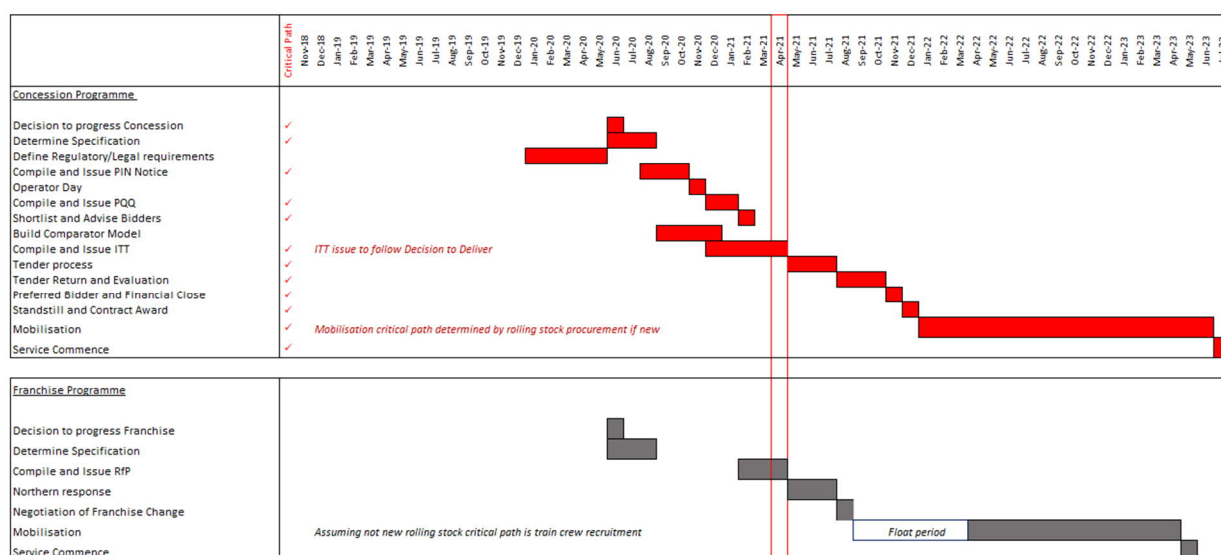 Critical Path
Nov-18
Dec-18
Jan-19
Feb-19
Mar-19
Apr-19
May-19
Jun-19
Jul-19
Aug-19
Sep-19
Oct-19
Nov-19
Dec-19
Jan-20
Feb-20
Mar-20
Apr-20
May-20
Jun-20
Jul-20
Aug-20
Sep-20
Oct-20
Nov-20
Dec-20
Jan-21
Feb-21
Mar-21
Apr-21
May-21
Jun-21
Jul-21
Aug-21
Sep-21
Oct-21
Nov-21
Dec-21
Jan-22
Feb-22
Mar-22
Apr-22
May-22
Jun-22
Jul-22
Aug-22
Sep-22
Oct-22
Nov-22
Dec-22
Jan-23
Feb-23
Mar-23
Apr-23
May-23
Jun-23
Concession Programme
Decision to progress Concession ✓
Determine Specification ✓
Define Regulatory/Legal requirements
Compile and Issue PIN Notice ✓
Operator Day
Compile and Issue PQQ ✓
Shortlist and Advise Bidders ✓
Build Comparator Model
Compile and Issue ITT ✓ ITT issue to follow Decision to Deliver
Tender process ✓
Tender Return and Evaluation ✓
Preferred Bidder and Financial Close ✓
Standstill and Contract Award ✓
Mobilisation ✓ Mobilisation critical path determined by rolling stock procurement if new
Service Commence ✓
Franchise Programme
Decision to progress Franchise
Determine Specification
Compile and Issue RfP
Northern response
Negotiation of Franchise Change
Mobilisation Assuming not new rolling stock critical path is train crew recruitment Float period
Service Commence